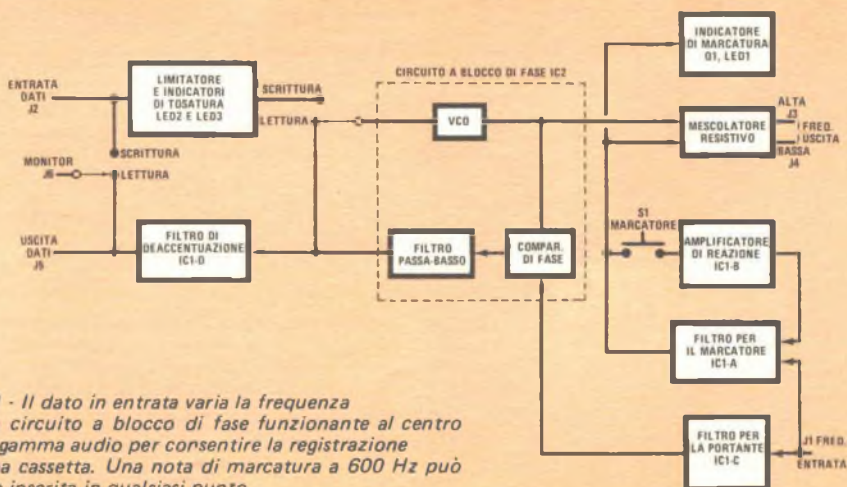 INDICATORE
DI MARCATURA
Q1, LED1
CIRCUITO A BLOCCO DI FASE IC2
ENTRATA
DATI
J2
LIMITATORE
E INDICATORI
DI TOSATURA
LED2 E LED3
SCRITTURA
LETTURA
VCO
MESCOLATORE
RESISTIVO
ALTA
J3
FREQ.
USCITA
BASSA
J4
SCRITTURA
MONITOR
J6
LETTURA
S1
MARCATORE
USCITA
DATI
J5
FILTRO DI
DEACCENTUAZIONE
IC1-D
FILTRO
PASSA-BASSO
COMPAR.
DI FASE
AMPLIFICATORE
DI REAZIONE
IC1-B
FILTRO PER
IL MARCATORE
IC1-A
FILTRO PER
LA PORTANTE
IC1-C
J1 FREQ.
ENTRATA
- Il dato in entrata varia la frequenza
circuito a blocco di fase funzionante al centro
gamma audio per consentire la registrazione
a cassetta. Una nota di marcatura a 600 Hz può
inserita in qualsiasi punto